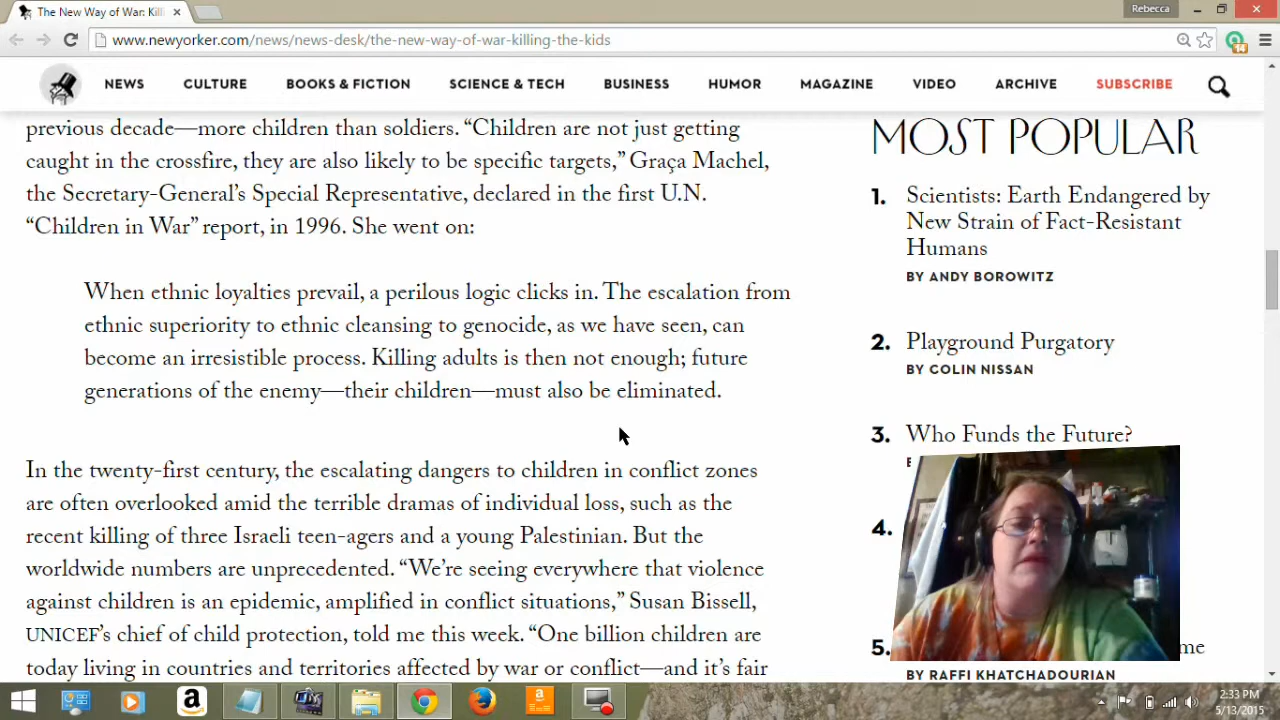 The New Way of War: Kill
Rebecca
www.newyorker.com/news/news-desk/the-new-way-of-war-killing-the-kids
14
NEWS CULTURE BOOKS & FICTION SCIENCE & TECH BUSINESS HUMOR MAGAZINE VIDEO ARCHIVE SUBSCRIBE
previous decade—more children than soldiers. “Children are not just getting
caught in the crossfire, they are also likely to be specific targets,” Graça Machel,
the Secretary-General’s Special Representative, declared in the first U.N.
“Children in War” report, in 1996. She went on:
When ethnic loyalties prevail, a perilous logic clicks in. The escalation from
ethnic superiority to ethnic cleansing to genocide, as we have seen, can
become an irresistible process. Killing adults is then not enough; future
generations of the enemy—their children—must also be eliminated.
In the twenty-first century, the escalating dangers to children in conflict zones
are often overlooked amid the terrible dramas of individual loss, such as the
recent killing of three Israeli teen-agers and a young Palestinian. But the
worldwide numbers are unprecedented. “We’re seeing everywhere that violence
against children is an epidemic, amplified in conflict situations,” Susan Bissell,
UNICEF’s chief of child protection, told me this week. “One billion children are
today living in countries and territories affected by war or conflict—and it’s fair
MOST POPULAR
1. Scientists: Earth Endangered by
New Strain of Fact-Resistant
Humans
BY ANDY BOROWITZ
2. Playground Purgatory
BY COLIN NISSAN
3. Who Funds the Future?
4.
5. me
BY RAFFI KHATCHADOURIAN
2:33 PM
5/13/2015